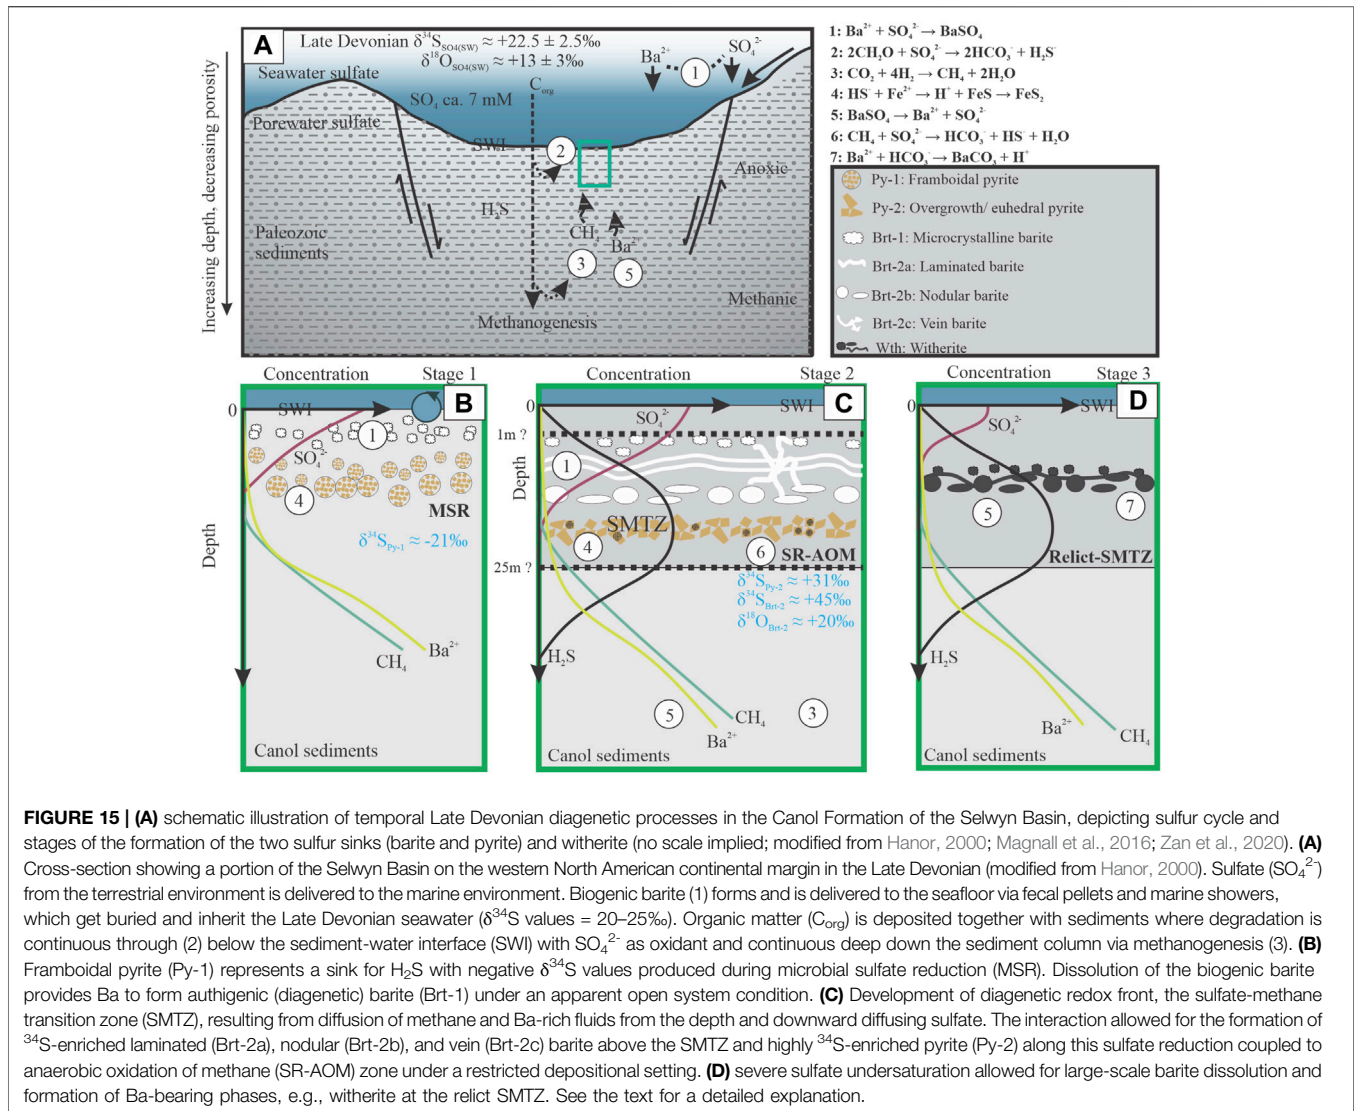 A
Late Devonian δ³⁴S_SO4(SW) ≈ +22.5 ± 2.5‰
δ¹⁸O_SO4(SW) ≈ +13 ± 3‰
Seawater sulfate
SO₄ ca. 7 mM
C_org
Ba²⁺
SO₄²⁻
1
Porewater sulfate
SWI
2
Anoxic
H₂S
Paleozoic
sediments
CH₄
Ba²⁺
3
5
Methanic
Methanogenesis
Increasing depth, decreasing porosity
1: Ba²⁺ + SO₄²⁻ → BaSO₄
2: 2CH₂O + SO₄²⁻ → 2HCO₃⁻ + H₂S⁻
3: CO₂ + 4H₂ → CH₄ + 2H₂O
4: HS⁻ + Fe²⁺ → H⁺ + FeS → FeS₂
5: BaSO₄ → Ba²⁺ + SO₄²⁻
6: CH₄ + SO₄²⁻ → HCO₃⁻ + HS⁻ + H₂O
7: Ba²⁺ + HCO₃⁻ → BaCO₃ + H⁺
Py-1: Framboidal pyrite
Py-2: Overgrowth/ euhedral pyrite
Brt-1: Microcrystalline barite
Brt-2a: Laminated barite
Brt-2b: Nodular barite
Brt-2c: Vein barite
Wth: Witherite
Concentration
Stage 1
B
0
SWI
1
SO₄²⁻
4
MSR
δ³⁴S_Py-1 ≈ -21‰
Depth
CH₄
Ba²⁺
Canol sediments
Concentration
Stage 2
C
0
SWI
SO₄²⁻
1m ?
1
Depth
SMTZ
4
6
SR-AOM
25m ?
δ³⁴S_Py-2 ≈ +31‰
δ³⁴S_Brt-2 ≈ +45‰
δ¹⁸O_Brt-2 ≈ +20‰
H₂S
5
3
CH₄
Ba²⁺
Canol sediments
Concentration
Stage 3
D
0
SWI
SO₄²⁻
5
7
Relict-SMTZ
H₂S
Ba²⁺
CH₄
Canol sediments
FIGURE 15 | (A) schematic illustration of temporal Late Devonian diagenetic processes in the Canol Formation of the Selwyn Basin, depicting sulfur cycle and
stages of the formation of the two sulfur sinks (barite and pyrite) and witherite (no scale implied; modified from Hanor, 2000; Magnall et al., 2016; Zan et al., 2020). (A)
Cross-section showing a portion of the Selwyn Basin on the western North American continental margin in the Late Devonian (modified from Hanor, 2000). Sulfate (SO₄²⁻)
from the terrestrial environment is delivered to the marine environment. Biogenic barite (1) forms and is delivered to the seafloor via fecal pellets and marine showers,
which get buried and inherit the Late Devonian seawater (δ³⁴S values = 20–25‰). Organic matter (C_org) is deposited together with sediments where degradation is
continuous through (2) below the sediment-water interface (SWI) with SO₄²⁻ as oxidant and continuous deep down the sediment column via methanogenesis (3). (B)
Framboidal pyrite (Py-1) represents a sink for H₂S with negative δ³⁴S values produced during microbial sulfate reduction (MSR). Dissolution of the biogenic barite
provides Ba to form authigenic (diagenetic) barite (Brt-1) under an apparent open system condition. (C) Development of diagenetic redox front, the sulfate-methane
transition zone (SMTZ), resulting from diffusion of methane and Ba-rich fluids from the depth and downward diffusing sulfate. The interaction allowed for the formation of
³⁴S-enriched laminated (Brt-2a), nodular (Brt-2b), and vein (Brt-2c) barite above the SMTZ and highly ³⁴S-enriched pyrite (Py-2) along this sulfate reduction coupled to
anaerobic oxidation of methane (SR-AOM) zone under a restricted depositional setting. (D) severe sulfate undersaturation allowed for large-scale barite dissolution and
formation of Ba-bearing phases, e.g., witherite at the relict SMTZ. See the text for a detailed explanation.